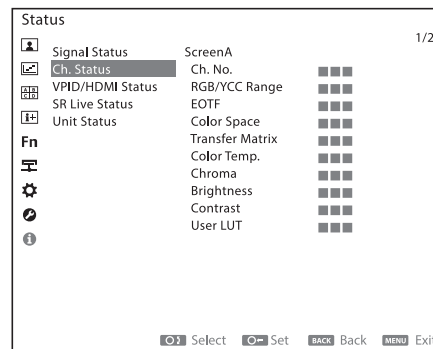 Status
1/2
Signal Status
Ch. Status
VPID/HDMI Status
SR Live Status
Unit Status
ScreenA
Ch. No.
RGB/YCC Range
EOTF
Color Space
Transfer Matrix
Color Temp.
Chroma
Brightness
Contrast
User LUT
A B
C D
Fn
Select Set BACK Back MENU Exit